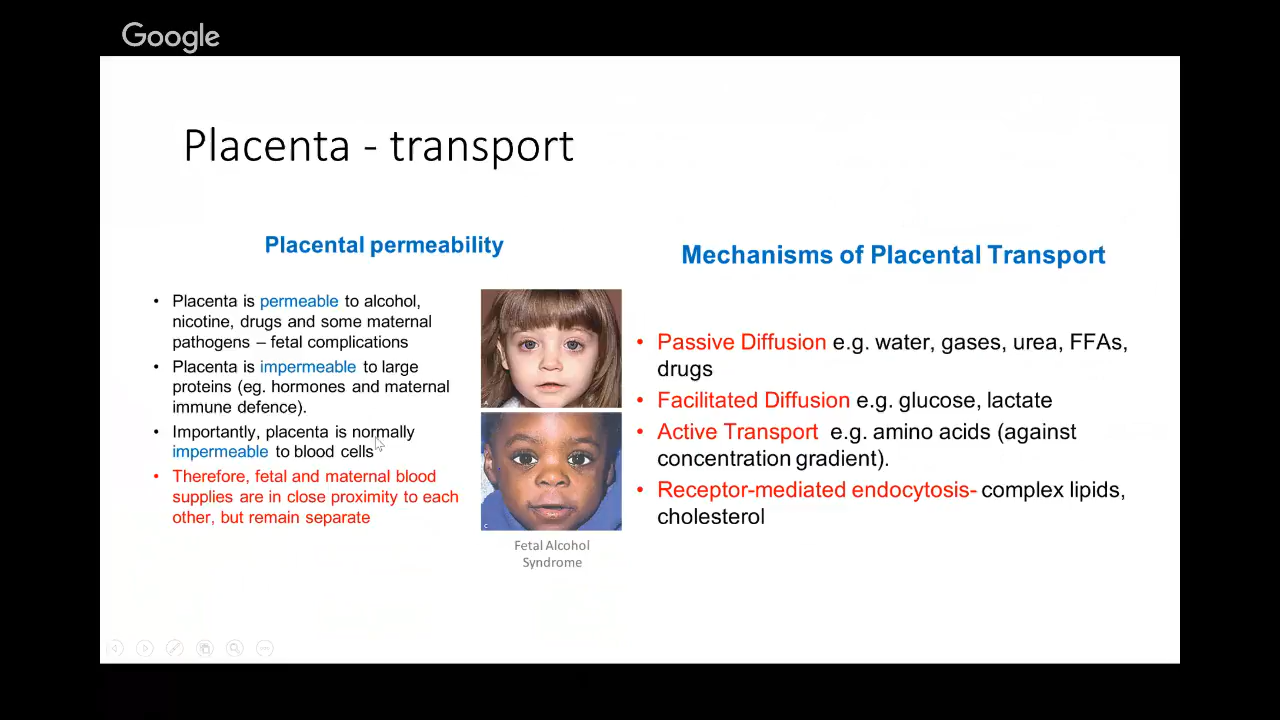 Google
Placenta - transport
Placental permeability
• Placenta is permeable to alcohol,
nicotine, drugs and some maternal
pathogens – fetal complications
• Placenta is impermeable to large
proteins (eg. hormones and maternal
immune defence).
• Importantly, placenta is normally
impermeable to blood cells
• Therefore, fetal and maternal blood
supplies are in close proximity to each
other, but remain separate
Fetal Alcohol
Syndrome
Mechanisms of Placental Transport
• Passive Diffusion e.g. water, gases, urea, FFAs,
drugs
• Facilitated Diffusion e.g. glucose, lactate
• Active Transport e.g. amino acids (against
concentration gradient).
• Receptor-mediated endocytosis- complex lipids,
cholesterol